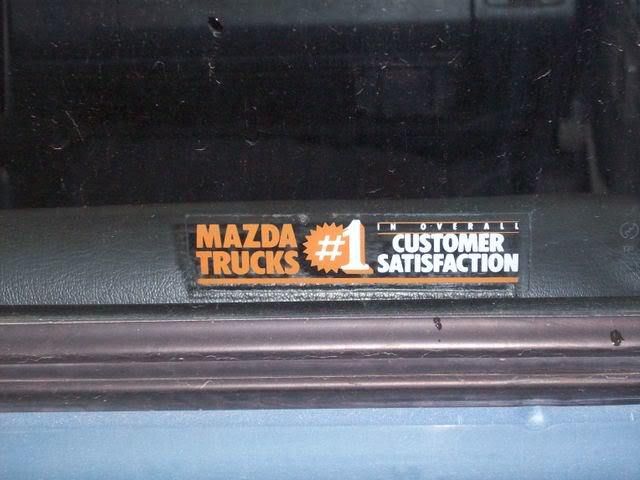 MAZDA
TRUCKS
#1
IN OVERALL
CUSTOMER
SATISFACTION